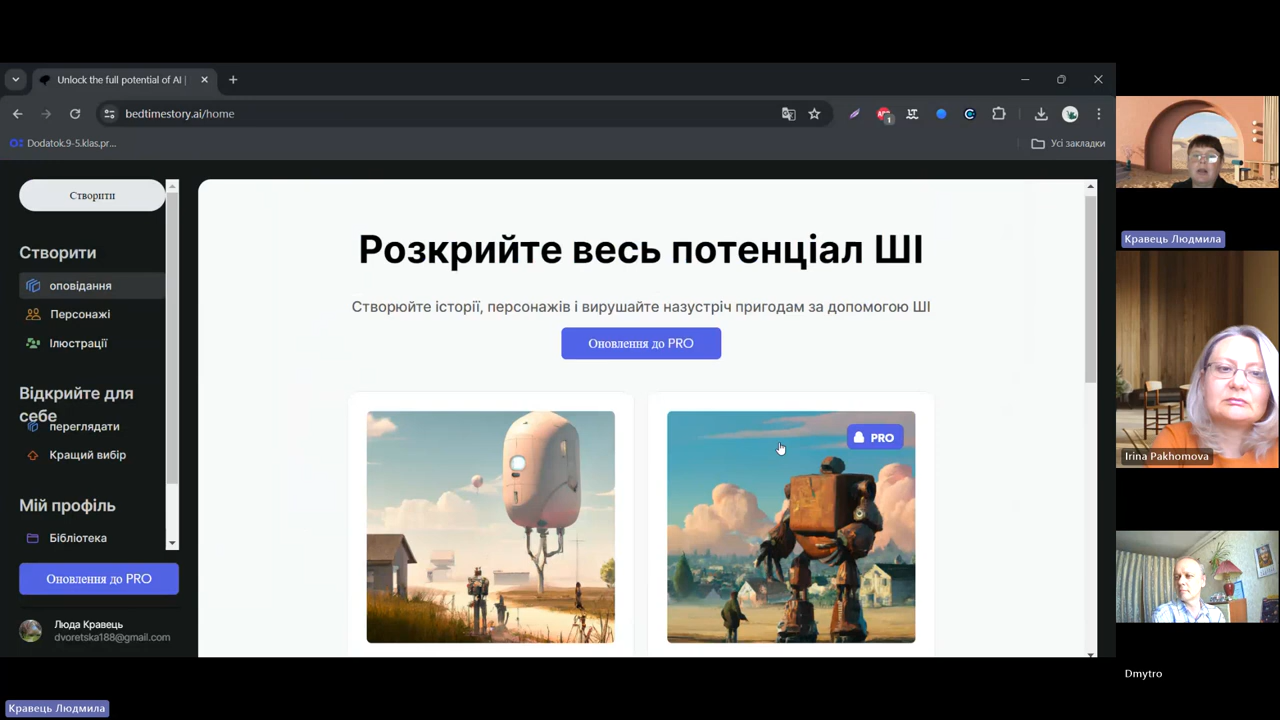 Unlock the full potential of AI |
bedtimestory.ai/home
1
Dodatok.9-5.klas.pr...
Усі закладки
Створити
Створити
оповідання
Персонажі
Ілюстрації
Відкрийте для
себе
переглядати
Кращий вибір
Мій профіль
Бібліотека
Оновлення до PRO
Люда Кравець
dvoretska188@gmail.com
Розкрийте весь потенціал ШІ
Створюйте історії, персонажів і вирушайте назустріч пригодам за допомогою ШІ
Оновлення до PRO
PRO
Кравець Людмила
Irina Pakhomova
Dmytro
Кравець Людмила